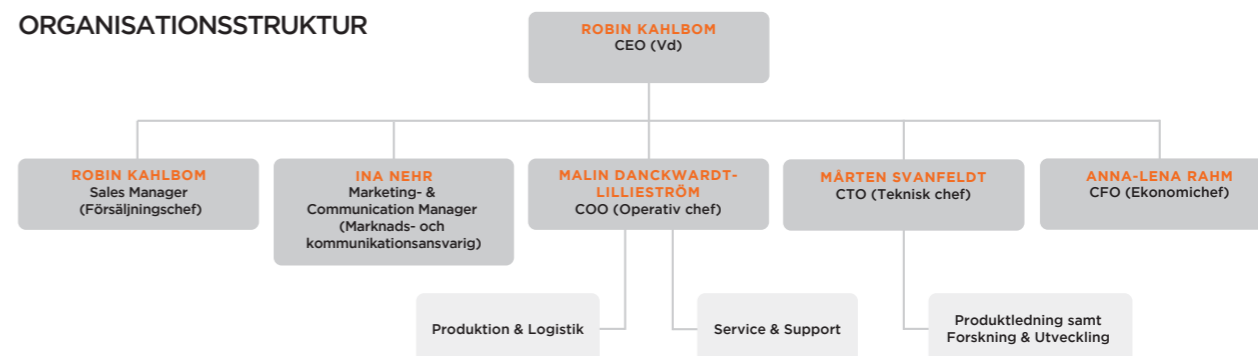 ORGANISATIONSSTRUKTUR
ROBIN KAHLBOM
CEO (Vd)
ROBIN KAHLBOM
Sales Manager
(Försäljningschef)
INA NEHR
Marketing- &
Communication Manager
(Marknads- och
kommunikationsansvarig)
MALIN DANCKWARDT-
LILLIESTRÖM
COO (Operativ chef)
MÅRTEN SVANFELDT
CTO (Teknisk chef)
ANNA-LENA RAHM
CFO (Ekonomichef)
Produktion & Logistik
Service & Support
Produktledning samt
Forskning & Utveckling